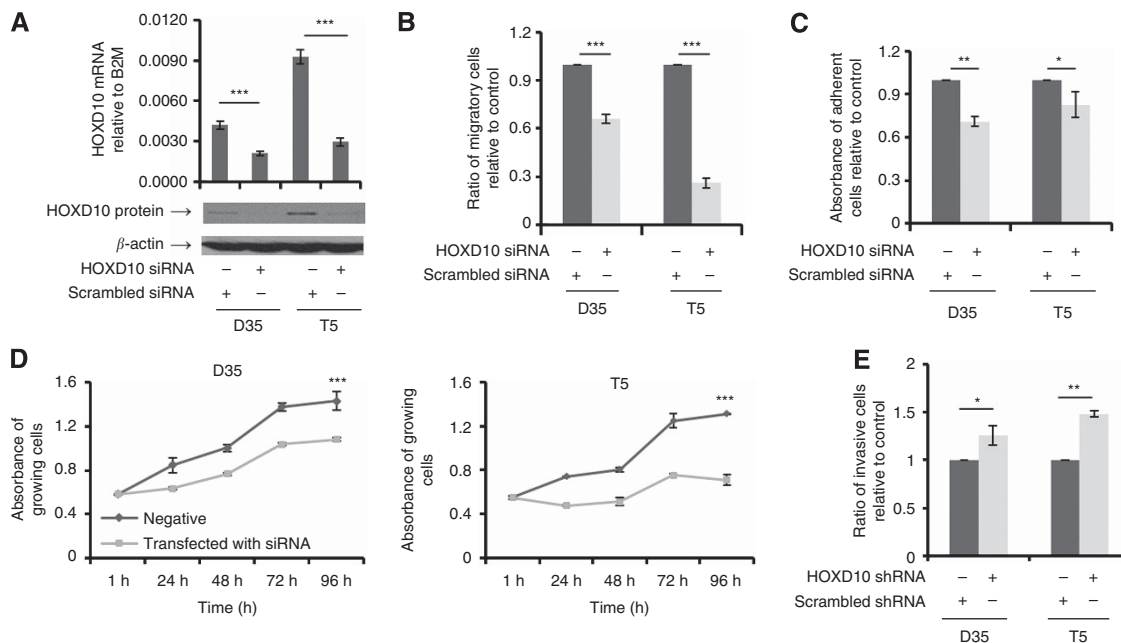 A
HOXD10 mRNA
relative to B2M
0.0120
0.0090
0.0060
0.0030
0.0000
***
***
HOXD10 protein →
β-actin →
HOXD10 siRNA – + – +
Scrambled siRNA + – + –
D35 T5
B
Ratio of migratory cells
relative to control
1.2
0.9
0.6
0.3
0
***
***
HOXD10 siRNA – + – +
Scrambled siRNA + – + –
D35 T5
C
Absorbance of adherent
cells relative to control
1.2
0.9
0.6
0.3
0
**
*
HOXD10 siRNA – + – +
Scrambled siRNA + – + –
D35 T5
D
D35
Absorbance of
growing cells
1.6
1.2
0.8
0.4
0
***
Negative
Transfected with siRNA
1 h 24 h 48 h 72 h 96 h
Time (h)
T5
Absorbance of growing
cells
1.6
1.2
0.8
0.4
0
***
1 h 24 h 48 h 72 h 96 h
Time (h)
E
Ratio of invasive cells
relative to control
2
1.5
1
0.5
0
*
**
HOXD10 shRNA – + – +
Scrambled shRNA + – + –
D35 T5